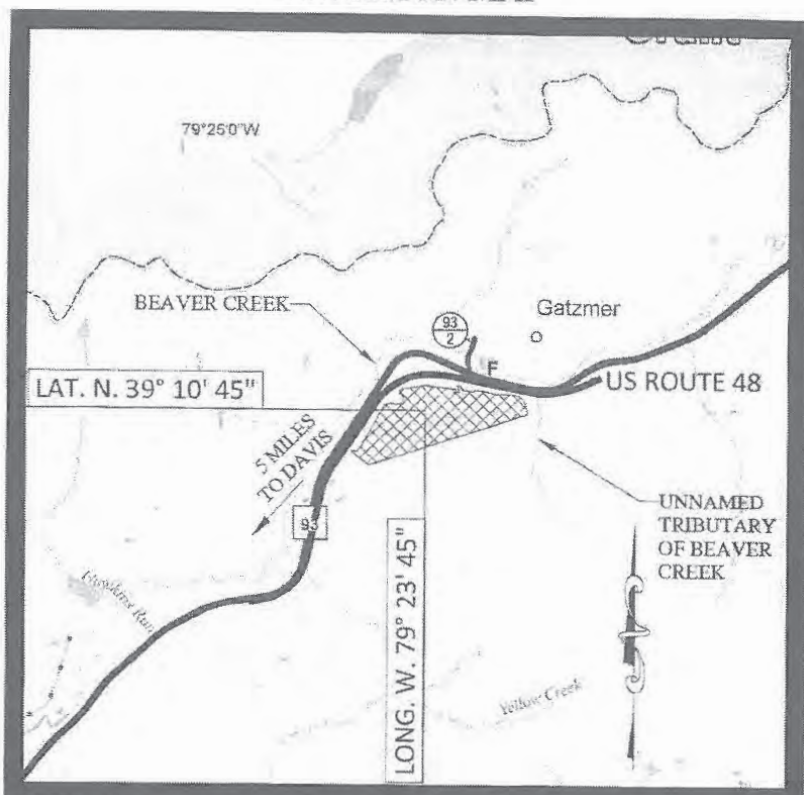 79°25'0"W
BEAVER CREEK
93
2
Gatzmer
F
LAT. N. 39° 10' 45"
US ROUTE 48
5 MILES
TO DAVIS
93
LONG. W. 79° 23' 45"
UNNAMED
TRIBUTARY
OF BEAVER
CREEK
Run
Yellow Creek